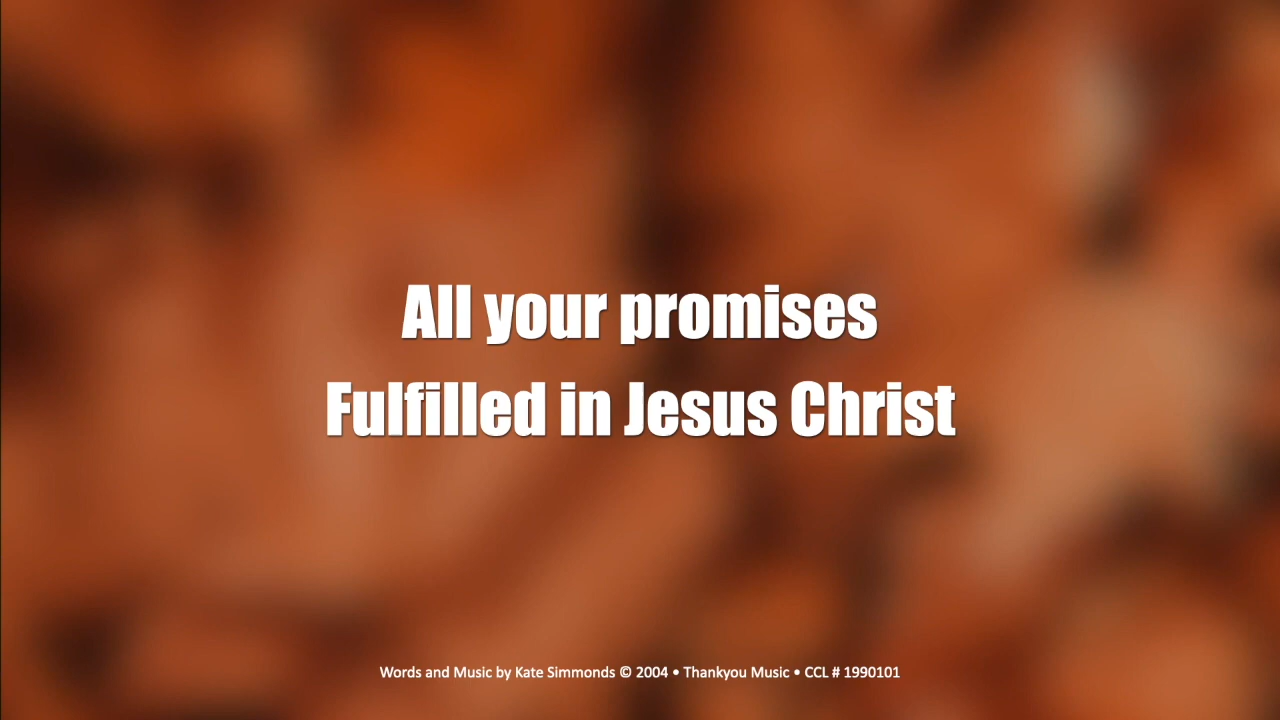 All your promises
Fulfilled in Jesus Christ
Words and Music by Kate Simmonds © 2004 • Thankyou Music • CCL # 1990101